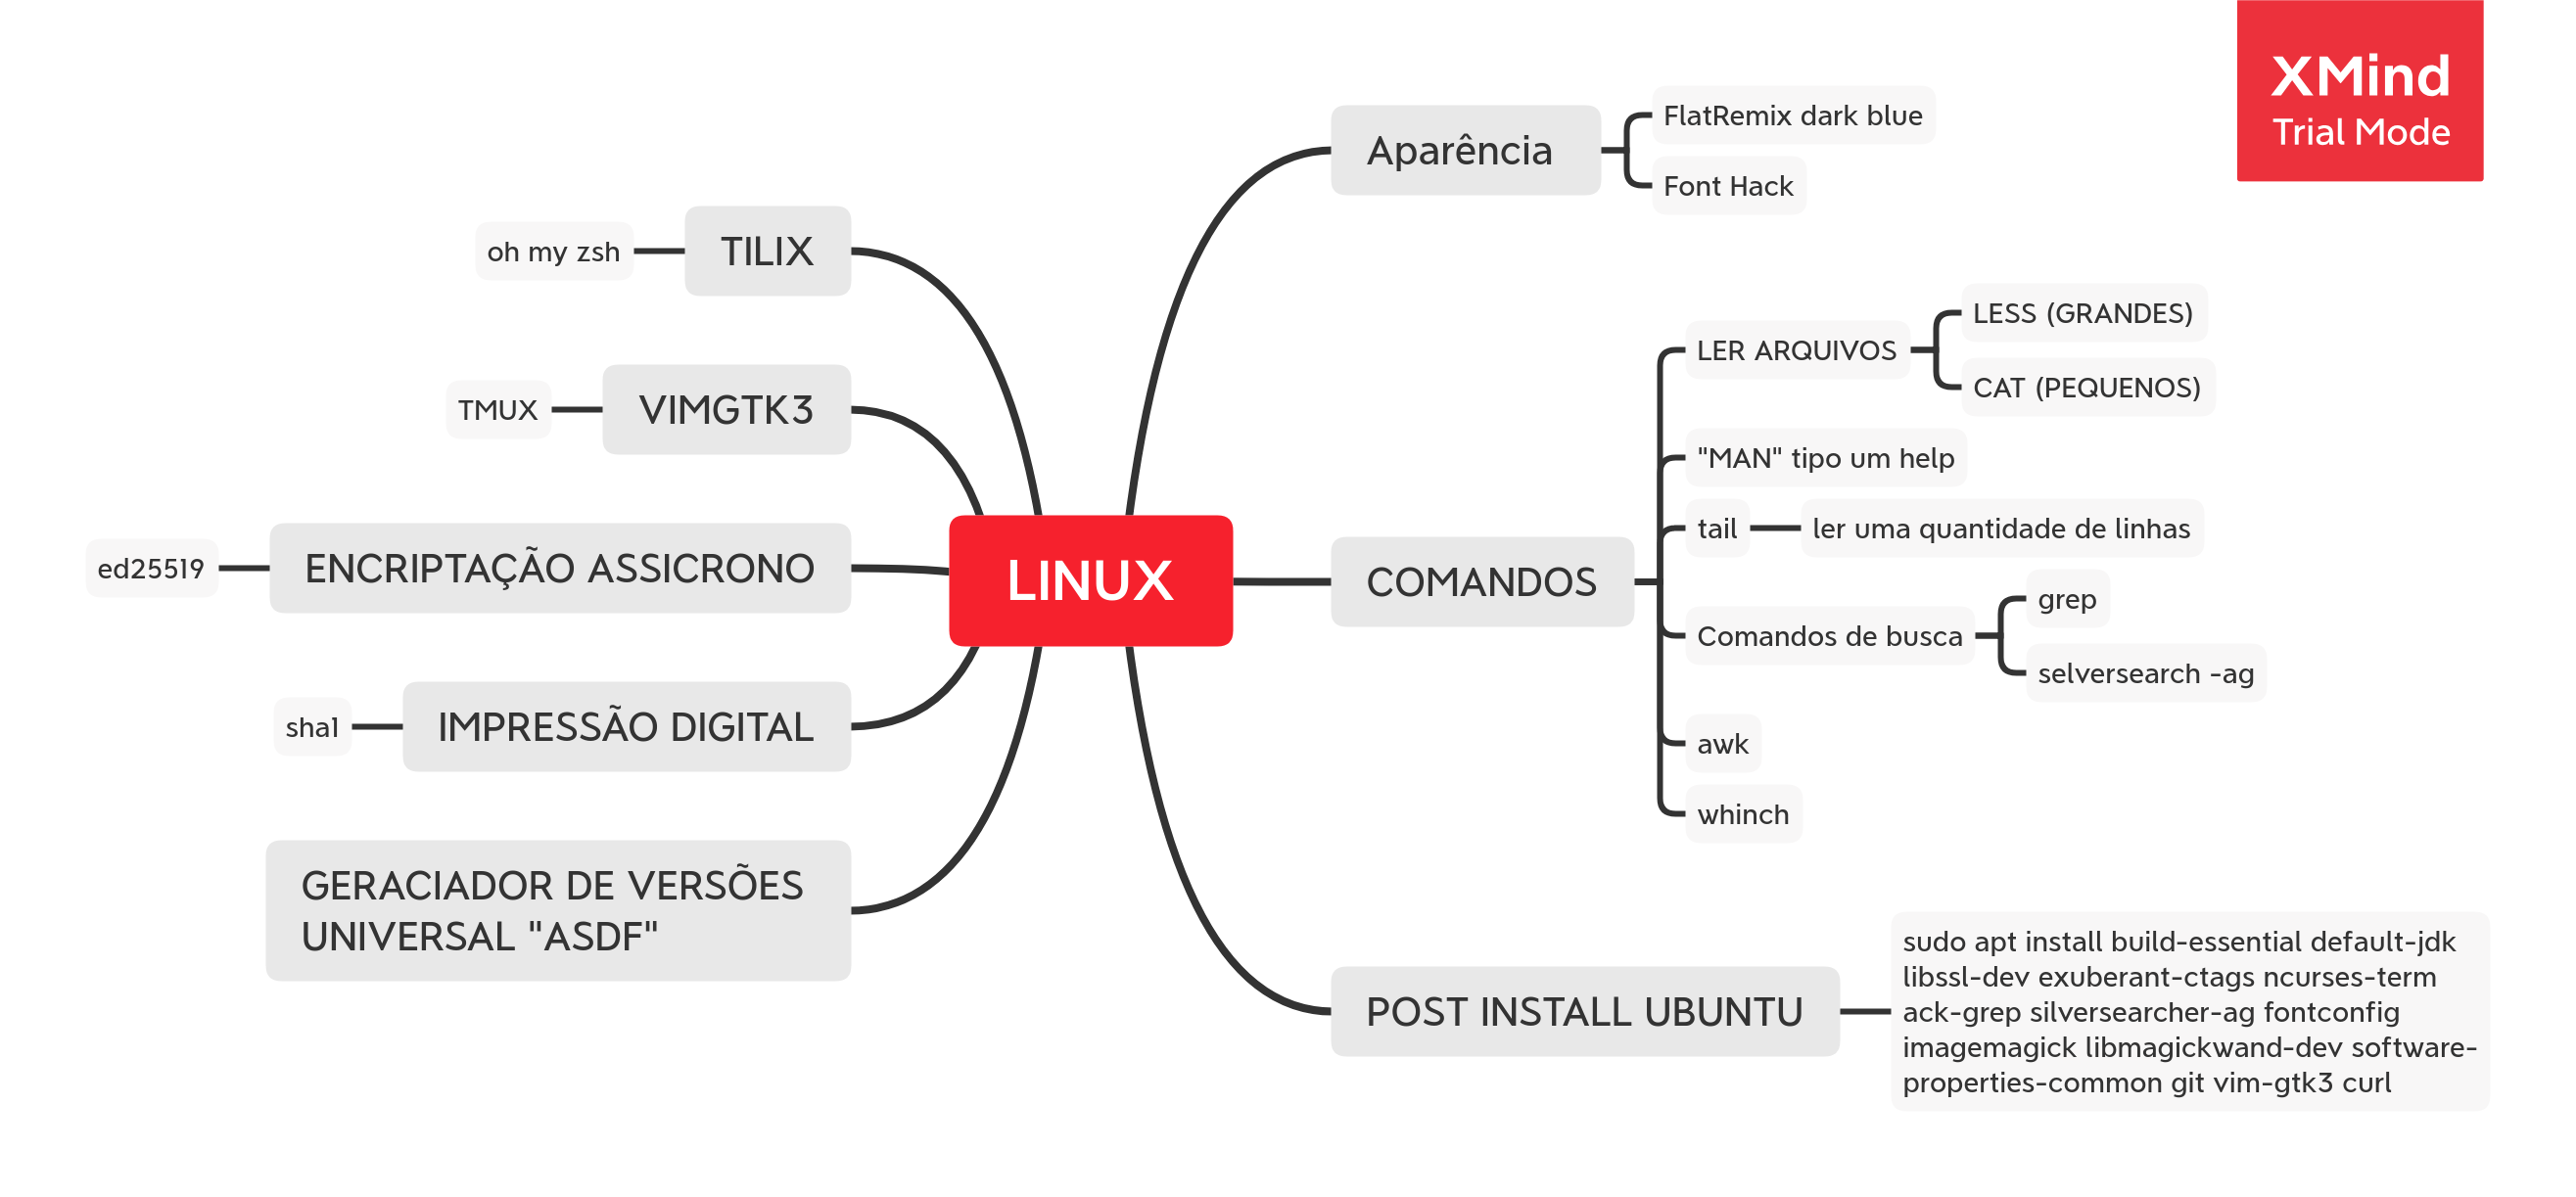 XMind
Trial Mode
LINUX
Aparência
FlatRemix dark blue
Font Hack
COMANDOS
LER ARQUIVOS
LESS (GRANDES)
CAT (PEQUENOS)
"MAN" tipo um help
tail
ler uma quantidade de linhas
Comandos de busca
grep
selversearch -ag
awk
whinch
POST INSTALL UBUNTU
sudo apt install build-essential default-jdk
libssl-dev exuberant-ctags ncurses-term
ack-grep silversearcher-ag fontconfig
imagemagick libmagickwand-dev software-
properties-common git vim-gtk3 curl
TILIX
oh my zsh
VIMGTK3
TMUX
ENCRIPTAÇÃO ASSICRONO
ed25519
IMPRESSÃO DIGITAL
sha1
GERACIADOR DE VERSÕES
UNIVERSAL "ASDF"